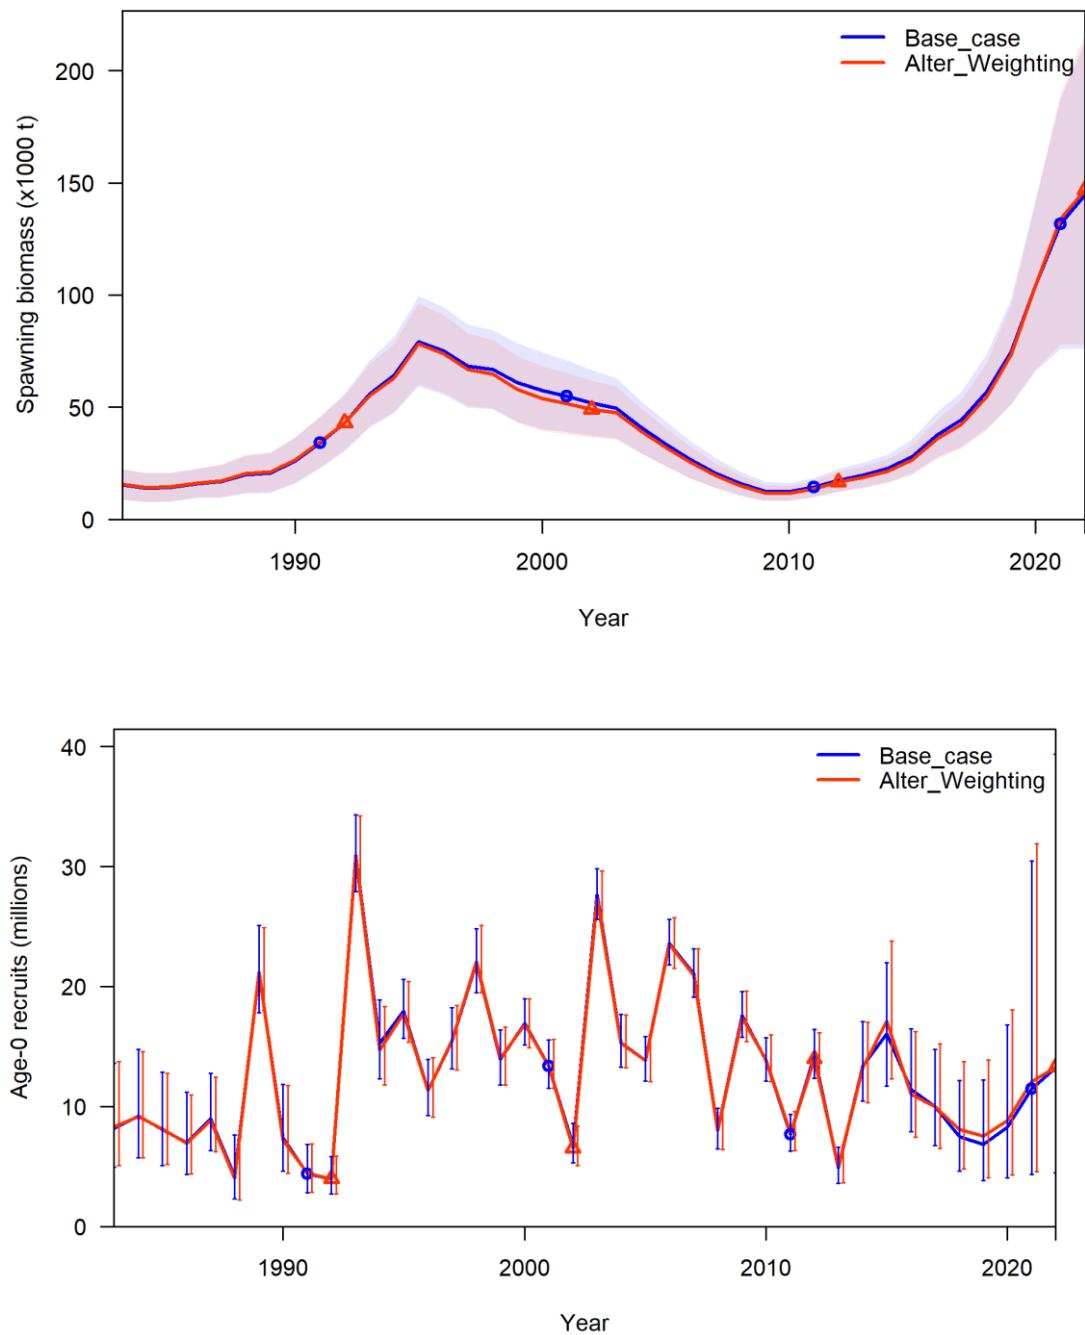 Base_case
Alter_Weighting
Spawning biomass (x1000 t)
200
150
100
50
0
1990
2000
2010
2020
Year
Base_case
Alter_Weighting
Age-0 recruits (millions)
40
30
20
10
0
1990
2000
2010
2020
Year